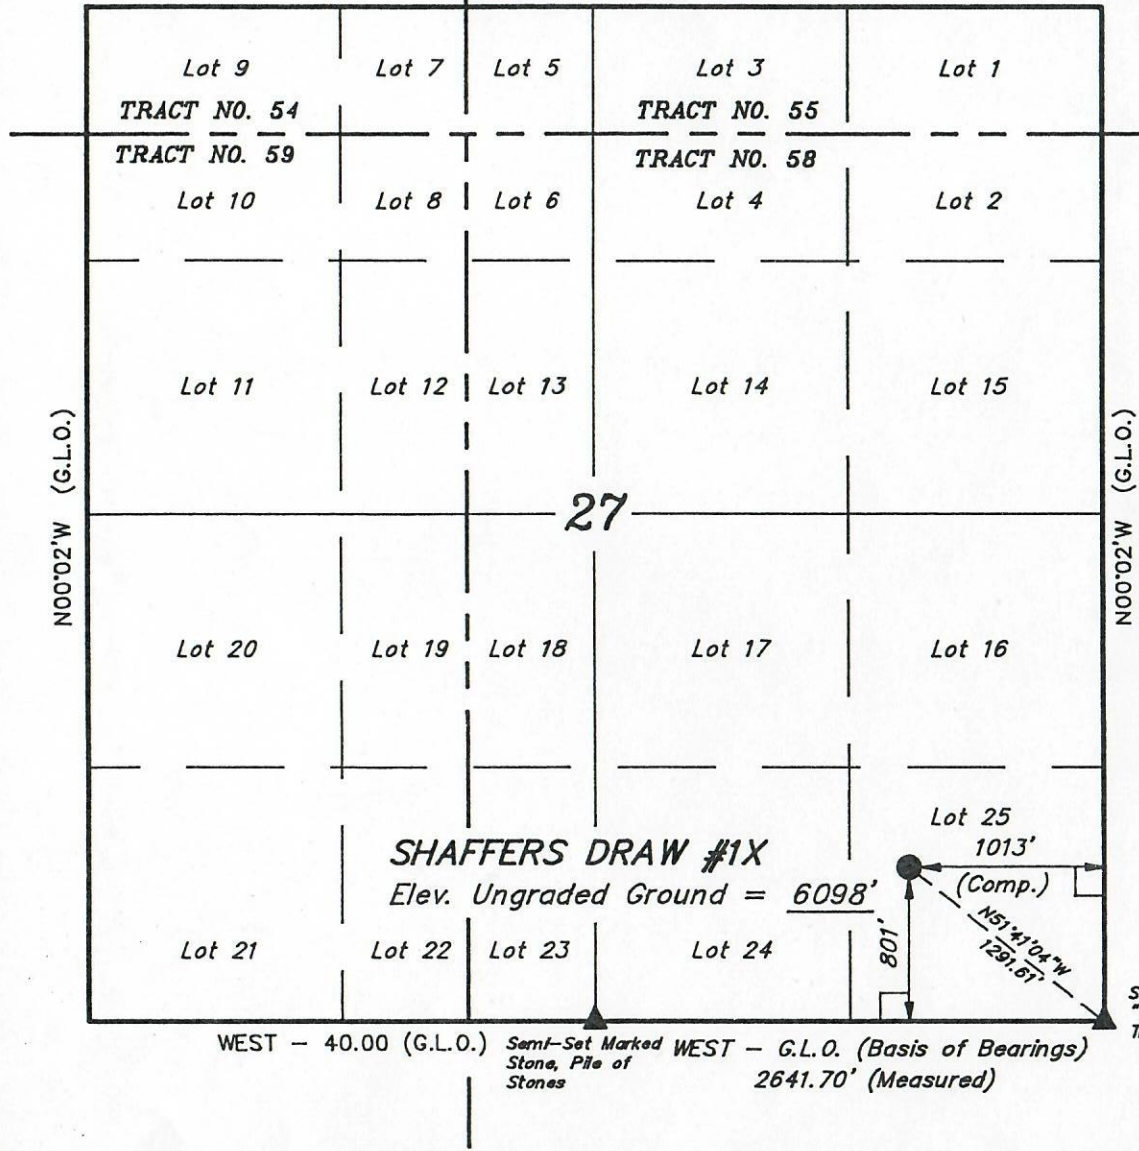 Lot 9 Lot 7 Lot 5 Lot 3 Lot 1
TRACT NO. 54 TRACT NO. 55
TRACT NO. 59 TRACT NO. 58
Lot 10 Lot 8 Lot 6 Lot 4 Lot 2
Lot 11 Lot 12 Lot 13 Lot 14 Lot 15
N00°02'W (G.L.O.)
N00°02'W (G.L.O.)
27
Lot 20 Lot 19 Lot 18 Lot 17 Lot 16
Lot 25
SHAFFERS DRAW #1X
1013'
(Comp.)
Elev. Ungraded Ground = 6098'
801'
N51°41'04"W
1291.61'
Lot 21 Lot 22 Lot 23 Lot 24
WEST – 40.00 (G.L.O.)
Semi-Set Marked
Stone, Pile of
Stones
WEST – G.L.O. (Basis of Bearings)
2641.70' (Measured)